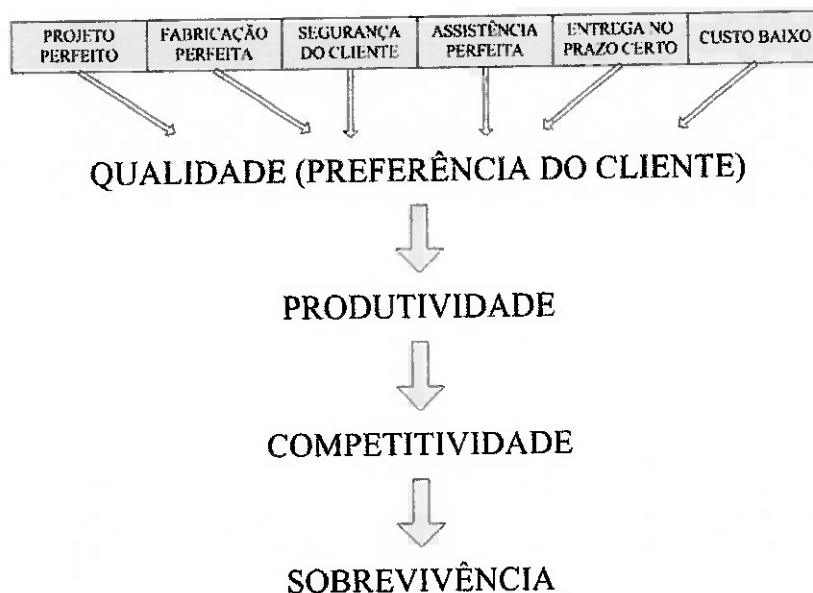 PROJETO
PERFEITO
FABRICAÇÃO
PERFEITA
SEGURANÇA
DO CLIENTE
ASSISTÊNCIA
PERFEITA
ENTREGA NO
PRAZO CERTO
CUSTO BAIXO
QUALIDADE (PREFERÊNCIA DO CLIENTE)
PRODUTIVIDADE
COMPETITIVIDADE
SOBREVIVÊNCIA